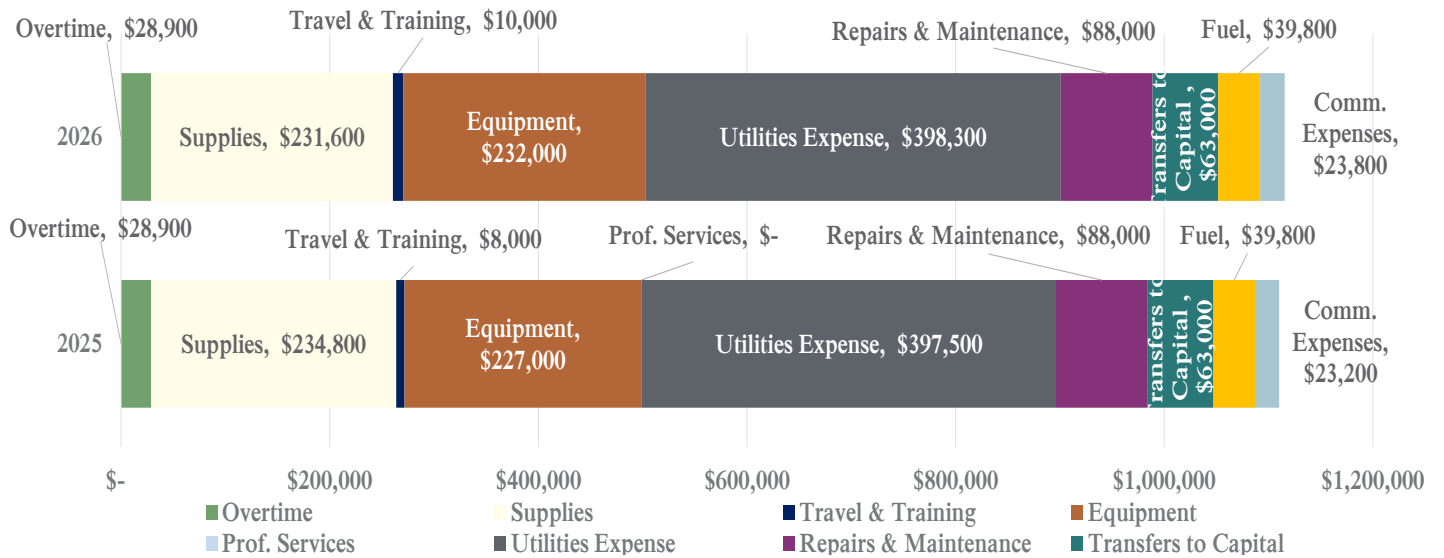 Travel & Training, $10,000
Overtime, $28,900
Repairs & Maintenance, $88,000
Fuel, $39,800
2026
Supplies, $231,600
Equipment,
$232,000
Utilities Expense, $398,300
Transfers to
Capital ,
$63,000
Comm.
Expenses,
$23,800
Overtime, $28,900
Travel & Training, $8,000
Prof. Services, $-
Repairs & Maintenance, $88,000
Fuel, $39,800
2025
Supplies, $234,800
Equipment,
$227,000
Utilities Expense, $397,500
Transfers to
Capital ,
$63,000
Comm.
Expenses,
$23,200
$- $200,000 $400,000 $600,000 $800,000 $1,000,000 $1,200,000
Overtime Supplies Travel & Training Equipment
Prof. Services Utilities Expense Repairs & Maintenance Transfers to Capital